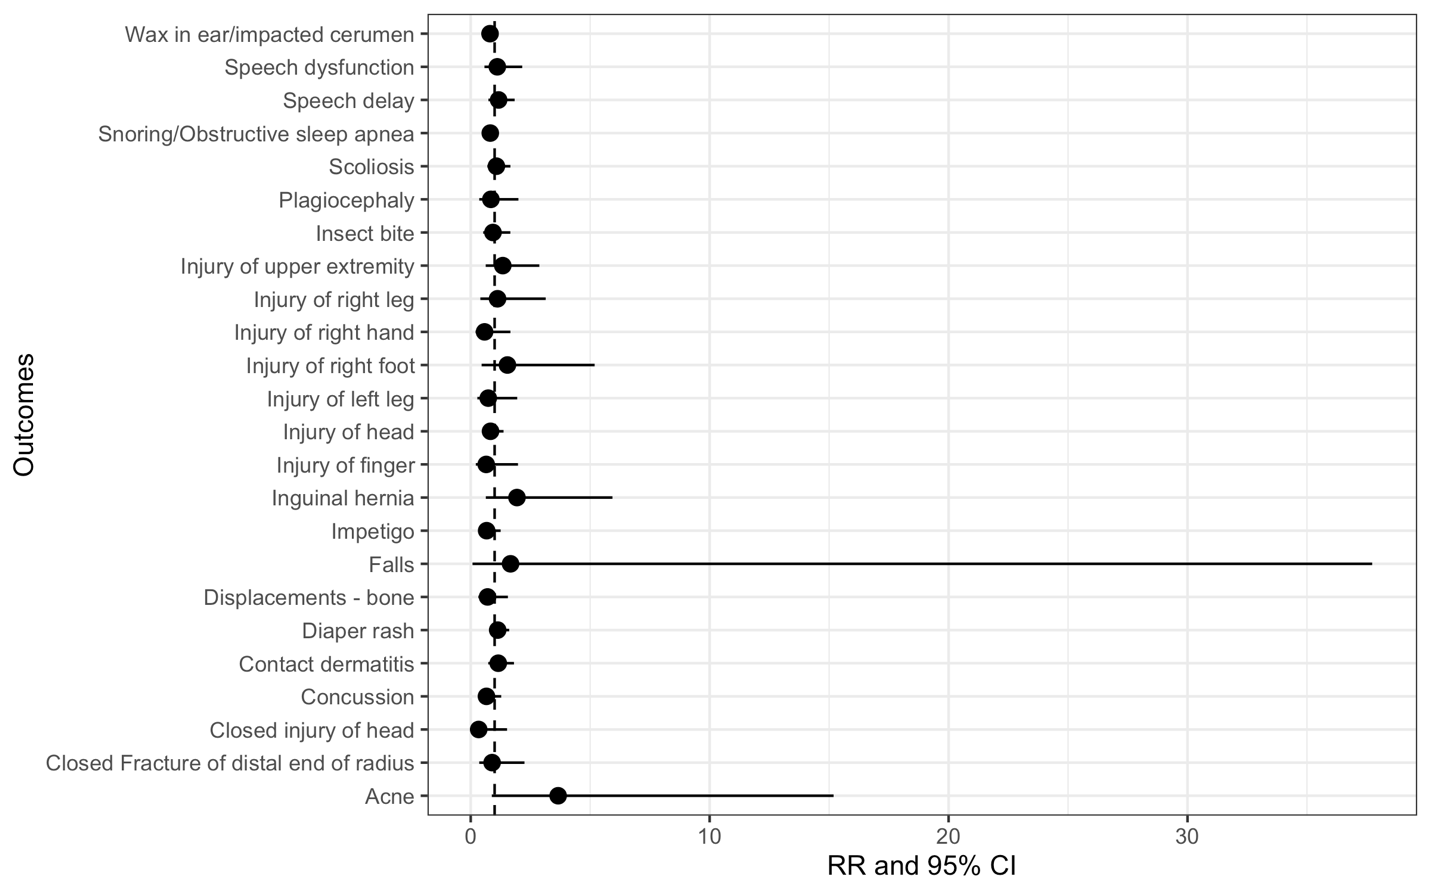 Outcomes
Wax in ear/impacted cerumen
Speech dysfunction
Speech delay
Snoring/Obstructive sleep apnea
Scoliosis
Plagiocephaly
Insect bite
Injury of upper extremity
Injury of right leg
Injury of right hand
Injury of right foot
Injury of left leg
Injury of head
Injury of finger
Inguinal hernia
Impetigo
Falls
Displacements - bone
Diaper rash
Contact dermatitis
Concussion
Closed injury of head
Closed Fracture of distal end of radius
Acne
0 10 20 30
RR and 95% CI